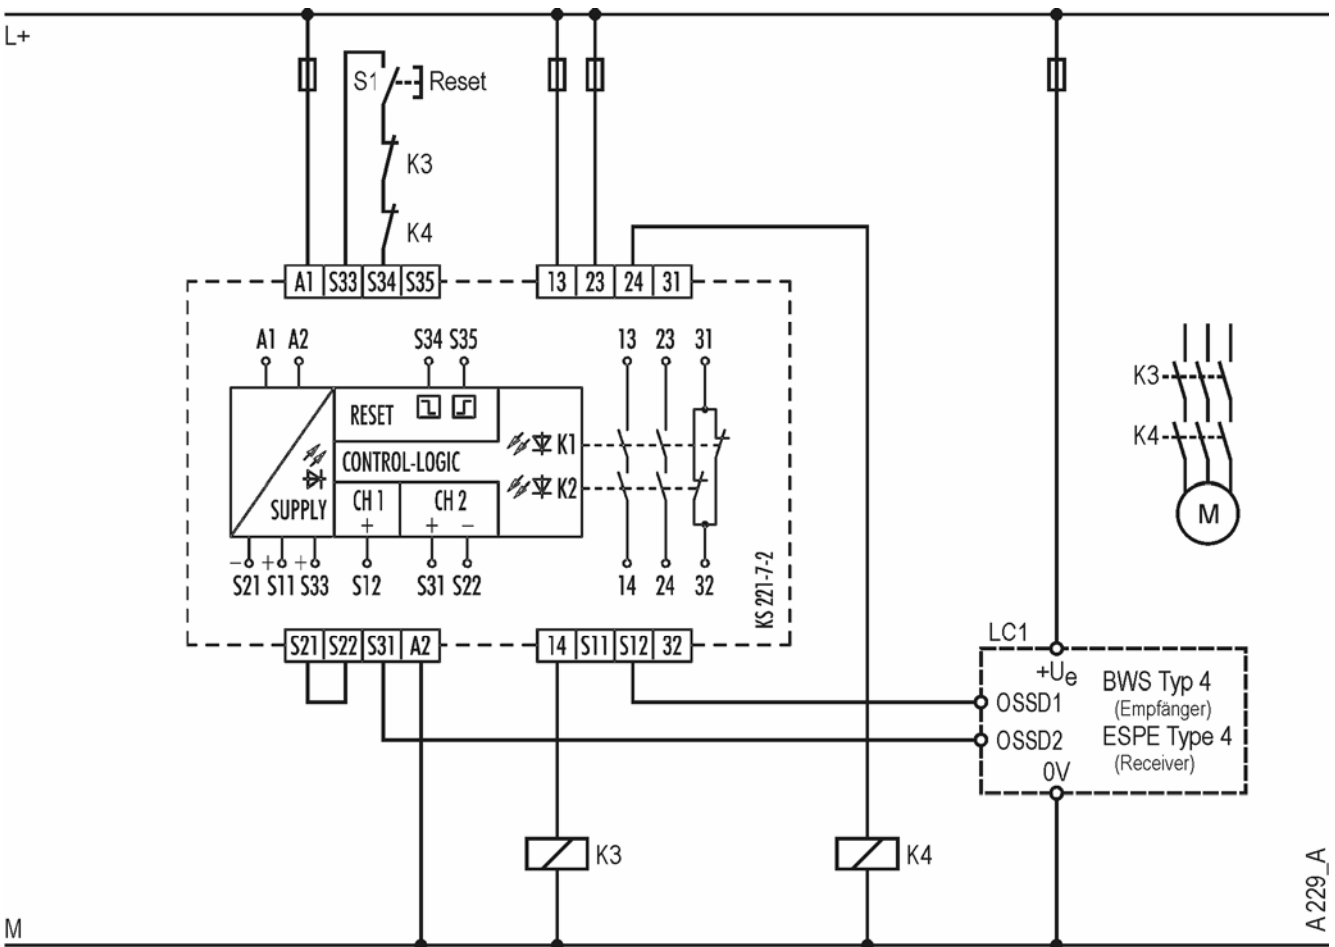 L+
S1 Reset
K3
K4
A1 S33 S34 S35 13 23 24 31
A1 A2 S34 S35 13 23 31
RESET
K1
CONTROL-LOGIC
K2
SUPPLY
CH 1 CH 2
+ + −
− + +
S21 S11 S33 S12 S31 S22 14 24 32
KS 221-7-2
S21 S22 S31 A2 14 S11 S12 32
K3
K4
M
LC1
+Ue
BWS Typ 4
OSSD1
(Empfänger)
OSSD2
ESPE Type 4
(Receiver)
0V
K3
K4
M
A 229_A